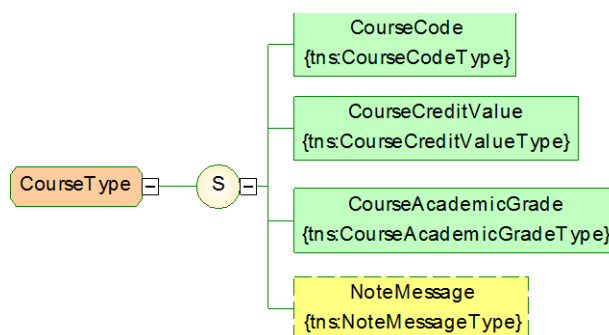 CourseCode
{tns:CourseCodeType}
CourseCreditValue
{tns:CourseCreditValueType}
CourseType
S
CourseAcademicGrade
{tns:CourseAcademicGradeType}
NoteMessage
{tns:NoteMessageType}